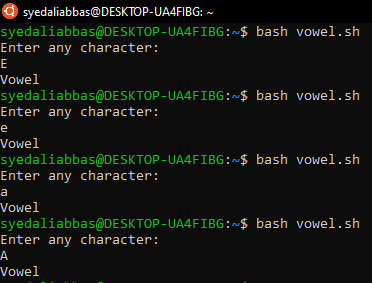 syedaliabbas@DESKTOP-UA4FIBG: ~
syedaliabbas@DESKTOP-UA4FIBG:~$ bash vowel.sh
Enter any character:
E
Vowel
syedaliabbas@DESKTOP-UA4FIBG:~$ bash vowel.sh
Enter any character:
e
Vowel
syedaliabbas@DESKTOP-UA4FIBG:~$ bash vowel.sh
Enter any character:
a
Vowel
syedaliabbas@DESKTOP-UA4FIBG:~$ bash vowel.sh
Enter any character:
A
Vowel